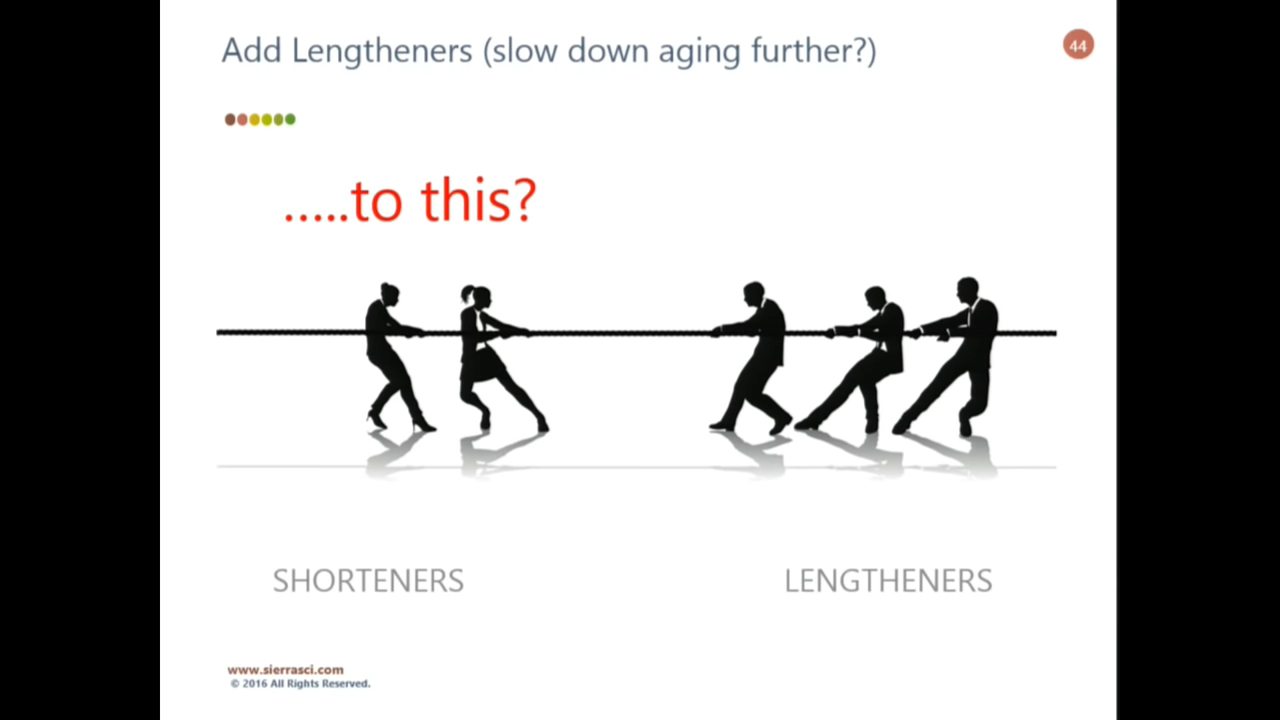 Add Lengtheners (slow down aging further?)
44
.....to this?
SHORTENERS
LENGTHENERS
www.sierrasci.com
© 2016 All Rights Reserved.